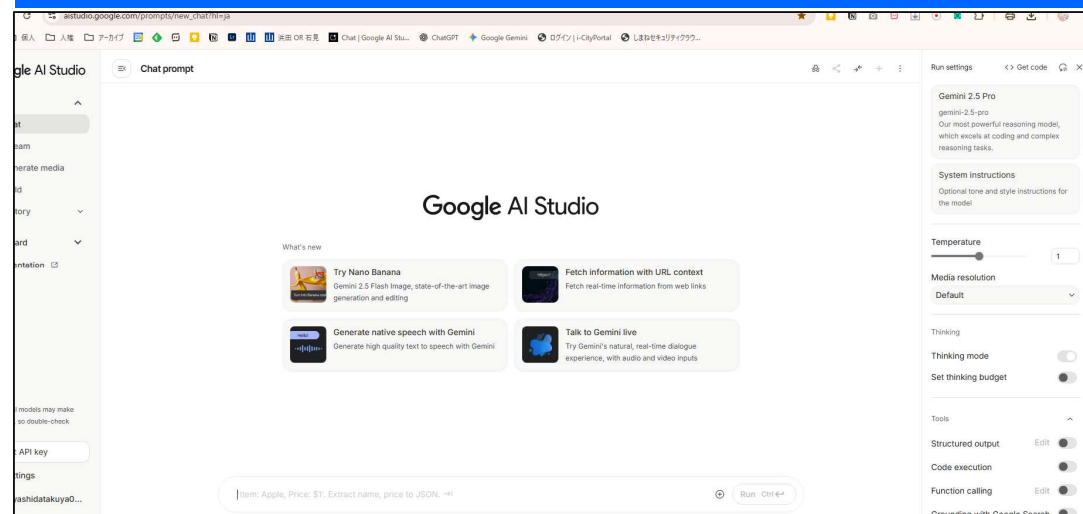 aistudio.google.com/prompts/new_chat?hl=ja
個人 人権 アーカイブ 浜田 OR 石見 Chat | Google AI Stu... ChatGPT Google Gemini ログイン | i-CityPortal しまねセキュリティクラウ...
gle AI Studio
Chat prompt
Run settings
<> Get code
at
eam
nerate media
ld
tory
ard
entation
Gemini 2.5 Pro
gemini-2.5-pro
Our most powerful reasoning model,
which excels at coding and complex
reasoning tasks.
System instructions
Optional tone and style instructions for
the model
Google AI Studio
What's new
Try Nano Banana
Gemini 2.5 Flash Image, state-of-the-art image
generation and editing
Fetch information with URL context
Fetch real-time information from web links
Generate native speech with Gemini
Generate high quality text to speech with Gemini
Talk to Gemini live
Try Gemini's natural, real-time dialogue
experience, with audio and video inputs
Temperature
1
Media resolution
Default
Thinking
Thinking mode
Set thinking budget
Tools
Structured output Edit
Code execution
Function calling Edit
Grounding with Google Search
I models may make
, so double-check
API key
ttings
yashidatakuya0...
Item: Apple, Price: $1'. Extract name, price to JSON.
Run Ctrl